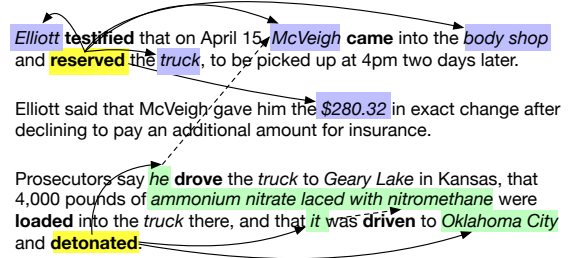 Elliott testified that on April 15, McVeigh came into the body shop
and reserved the truck, to be picked up at 4pm two days later.
Elliott said that McVeigh gave him the $280.32 in exact change after
declining to pay an additional amount for insurance.
Prosecutors say he drove the truck to Geary Lake in Kansas, that
4,000 pounds of ammonium nitrate laced with nitromethane were
loaded into the truck there, and that it was driven to Oklahoma City
and detonated.